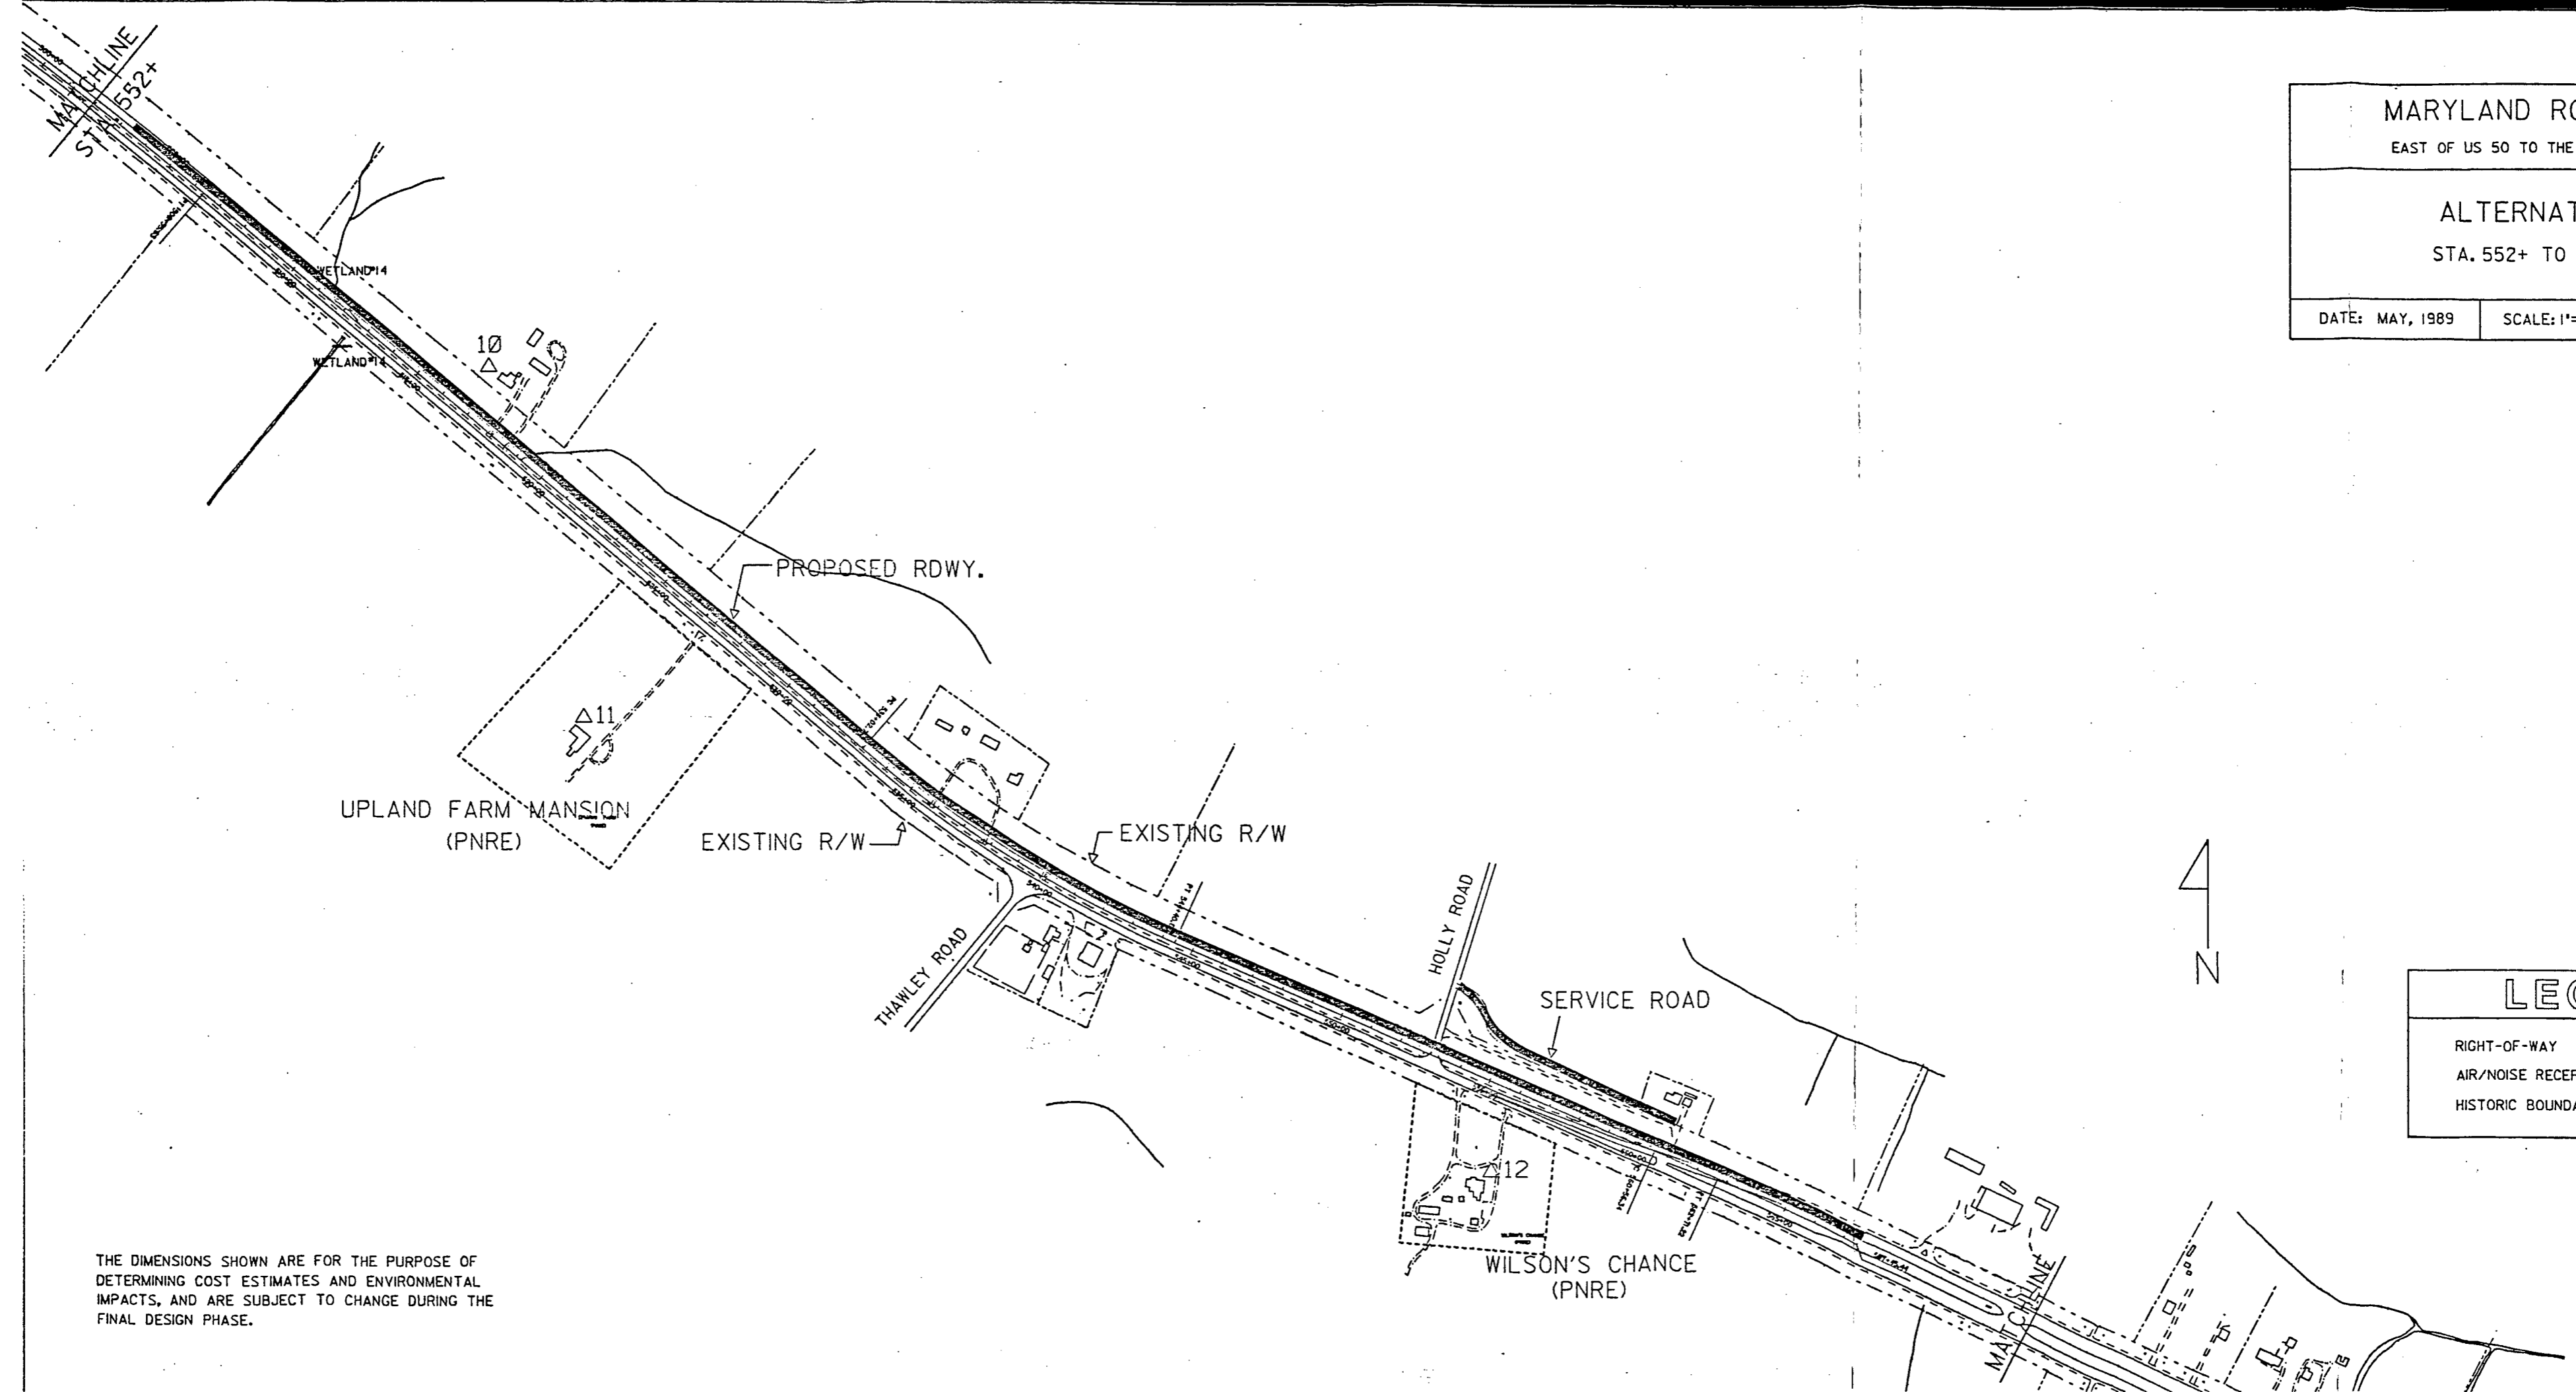 MATCHLINE
STA. 552+
MARYLAND RO
EAST OF US 50 TO THE
ALTERNAT
STA. 552+ TO
DATE: MAY, 1989
SCALE: 1"=
WETLAND#14
WETLAND#14
10
PROPOSED RDWY.
11
UPLAND FARM MANSION
(PNRE)
EXISTING R/W
EXISTING R/W
THAWLEY ROAD
HOLLY ROAD
SERVICE ROAD
N
LEG
RIGHT-OF-WAY
AIR/NOISE RECEP
HISTORIC BOUNDA
12
WILSON'S CHANCE
(PNRE)
MATCHLINE
THE DIMENSIONS SHOWN ARE FOR THE PURPOSE OF
DETERMINING COST ESTIMATES AND ENVIRONMENTAL
IMPACTS, AND ARE SUBJECT TO CHANGE DURING THE
FINAL DESIGN PHASE.